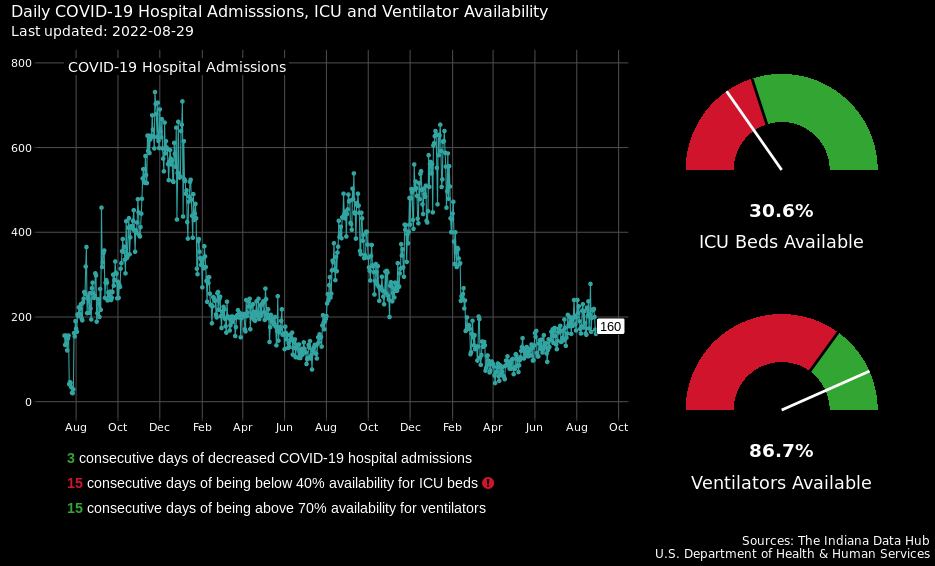 Daily COVID-19 Hospital Admisssions, ICU and Ventilator Availability
Last updated: 2022-08-29
COVID-19 Hospital Admissions
800
600
400
200
0
160
Aug Oct Dec Feb Apr Jun Aug Oct Dec Feb Apr Jun Aug Oct
30.6%
ICU Beds Available
86.7%
Ventilators Available
3 consecutive days of decreased COVID-19 hospital admissions
15 consecutive days of being below 40% availability for ICU beds !
15 consecutive days of being above 70% availability for ventilators
Sources: The Indiana Data Hub
U.S. Department of Health & Human Services